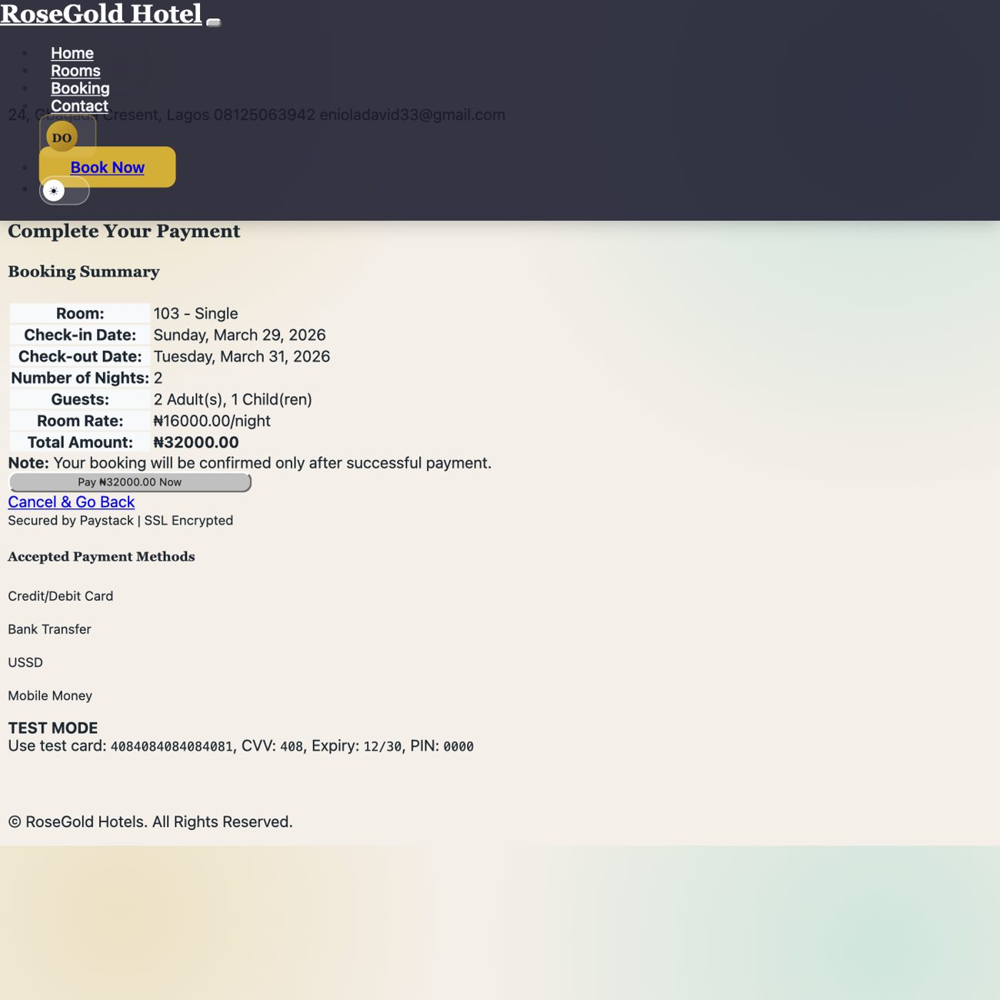 RoseGold Hotel
Home
Rooms
Booking
Contact
24, Gbagada Cresent, Lagos 08125063942 enioladavid33@gmail.com
DO
Book Now
Complete Your Payment
Booking Summary
Room: 103 - Single
Check-in Date: Sunday, March 29, 2026
Check-out Date: Tuesday, March 31, 2026
Number of Nights: 2
Guests: 2 Adult(s), 1 Child(ren)
Room Rate: ₦16000.00/night
Total Amount: ₦32000.00
Note: Your booking will be confirmed only after successful payment.
Pay ₦32000.00 Now
Cancel & Go Back
Secured by Paystack | SSL Encrypted
Accepted Payment Methods
Credit/Debit Card
Bank Transfer
USSD
Mobile Money
TEST MODE
Use test card: 4084084084084081, CVV: 408, Expiry: 12/30, PIN: 0000
© RoseGold Hotels. All Rights Reserved.